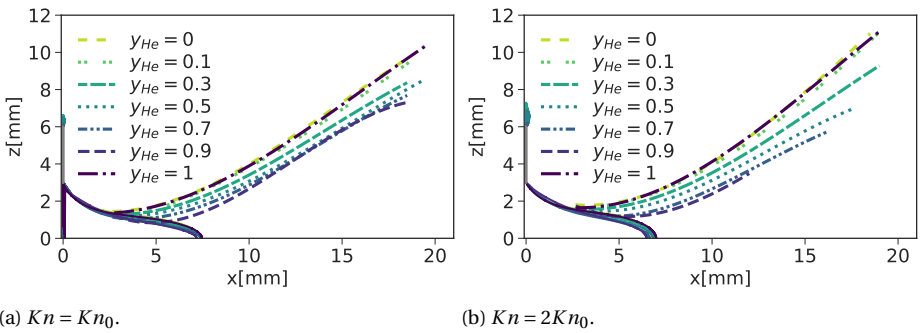 12
10
8
6
4
2
0
z[mm]
y_He = 0
y_He = 0.1
y_He = 0.3
y_He = 0.5
y_He = 0.7
y_He = 0.9
y_He = 1
0 5 10 15 20
x[mm]
(a) Kn = Kn₀.
12
10
8
6
4
2
0
z[mm]
y_He = 0
y_He = 0.1
y_He = 0.3
y_He = 0.5
y_He = 0.7
y_He = 0.9
y_He = 1
0 5 10 15 20
x[mm]
(b) Kn = 2Kn₀.